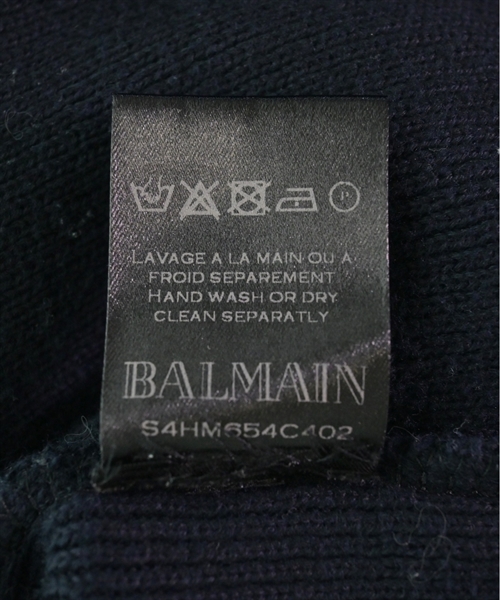 P
LAVAGE A LA MAIN OU A
FROID SEPAREMENT
HAND WASH OR DRY
CLEAN SEPARATLY
BALMAIN
S4HM654C402